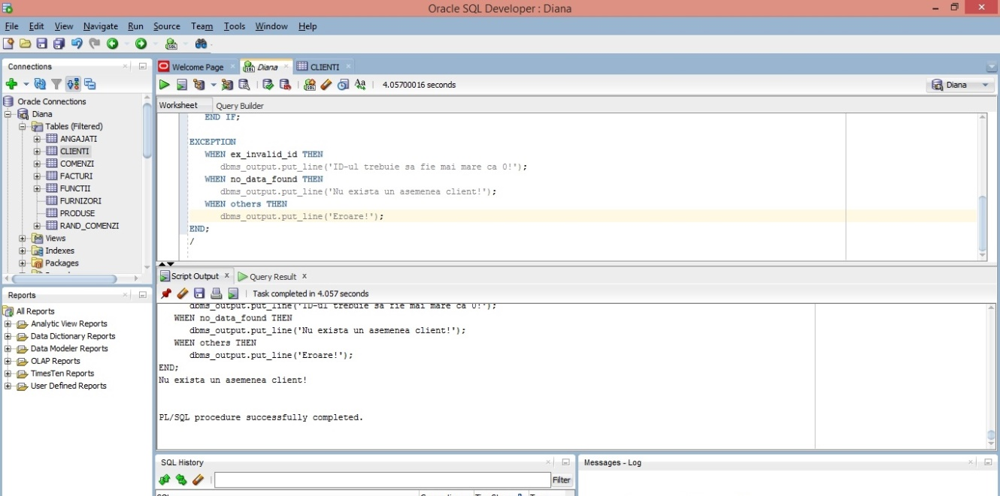 Oracle SQL Developer : Diana
File Edit View Navigate Run Source Team Tools Window Help
Connections
Oracle Connections
Diana
Tables (Filtered)
ANGAJATI
CLIENTI
COMENZI
FACTURI
FUNCTII
FURNIZORI
PRODUSE
RAND_COMENZI
Views
Indexes
Packages
Reports
All Reports
Analytic View Reports
Data Dictionary Reports
Data Modeler Reports
OLAP Reports
TimesTen Reports
User Defined Reports
Welcome Page Diana CLIENTI
4.05700016 seconds
Diana
Worksheet Query Builder
END IF;
EXCEPTION
WHEN ex_invalid_id THEN
dbms_output.put_line('ID-ul trebuie sa fie mai mare ca 0!');
WHEN no_data_found THEN
dbms_output.put_line('Nu exista un asemenea client!');
WHEN others THEN
dbms_output.put_line('Eroare!');
END;
/
Script Output x Query Result x
Task completed in 4.057 seconds
dbms_output.put_line('ID-ul trebuie sa fie mai mare ca 0!');
WHEN no_data_found THEN
dbms_output.put_line('Nu exista un asemenea client!');
WHEN others THEN
dbms_output.put_line('Eroare!');
END;
Nu exista un asemenea client!
PL/SQL procedure successfully completed.
SQL History
Filter
Messages - Log